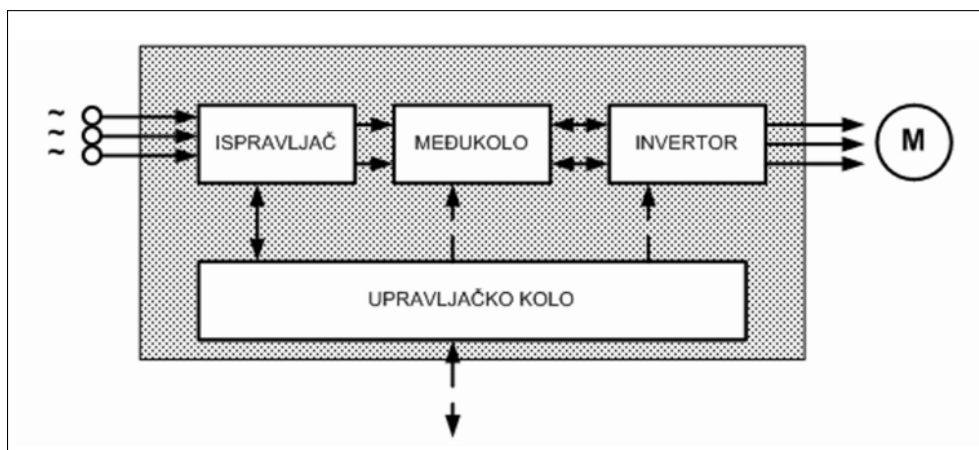 ~
~
~
ISPRAVLJAČ
MEĐUKOLO
INVERTOR
M
UPRAVLJAČKO KOLO